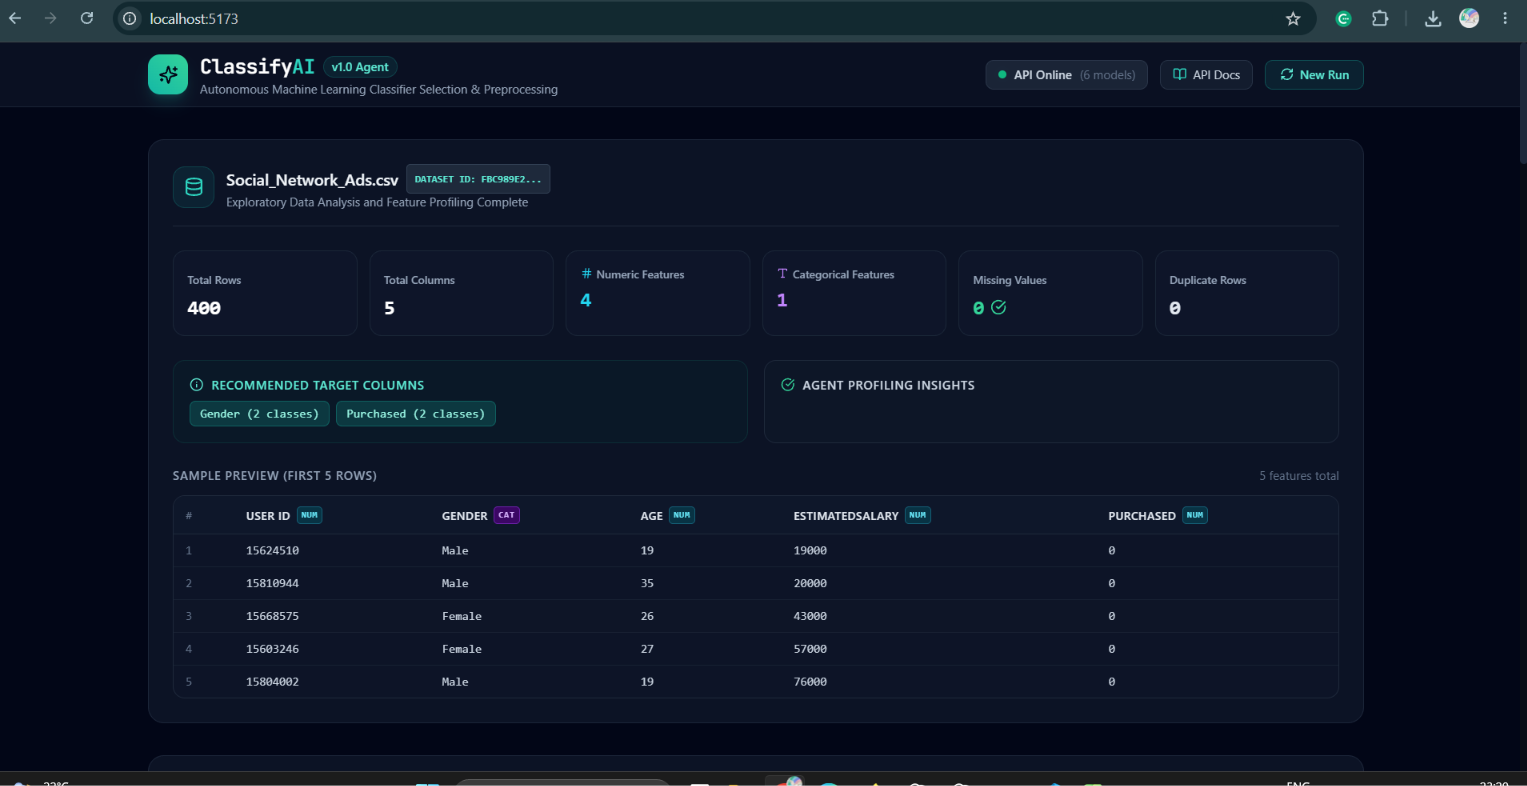 localhost:5173
ClassifyAI v1.0 Agent
Autonomous Machine Learning Classifier Selection & Preprocessing
API Online (6 models)
API Docs
New Run
Social_Network_Ads.csv DATASET ID: FBC989E2...
Exploratory Data Analysis and Feature Profiling Complete
Total Rows
400
Total Columns
5
# Numeric Features
4
T Categorical Features
1
Missing Values
0
Duplicate Rows
0
RECOMMENDED TARGET COLUMNS
Gender (2 classes) Purchased (2 classes)
AGENT PROFILING INSIGHTS
SAMPLE PREVIEW (FIRST 5 ROWS) 5 features total
# USER ID NUM GENDER CAT AGE NUM ESTIMATEDSALARY NUM PURCHASED NUM
1 15624510 Male 19 19000 0
2 15810944 Male 35 20000 0
3 15668575 Female 26 43000 0
4 15603246 Female 27 57000 0
5 15804002 Male 19 76000 0